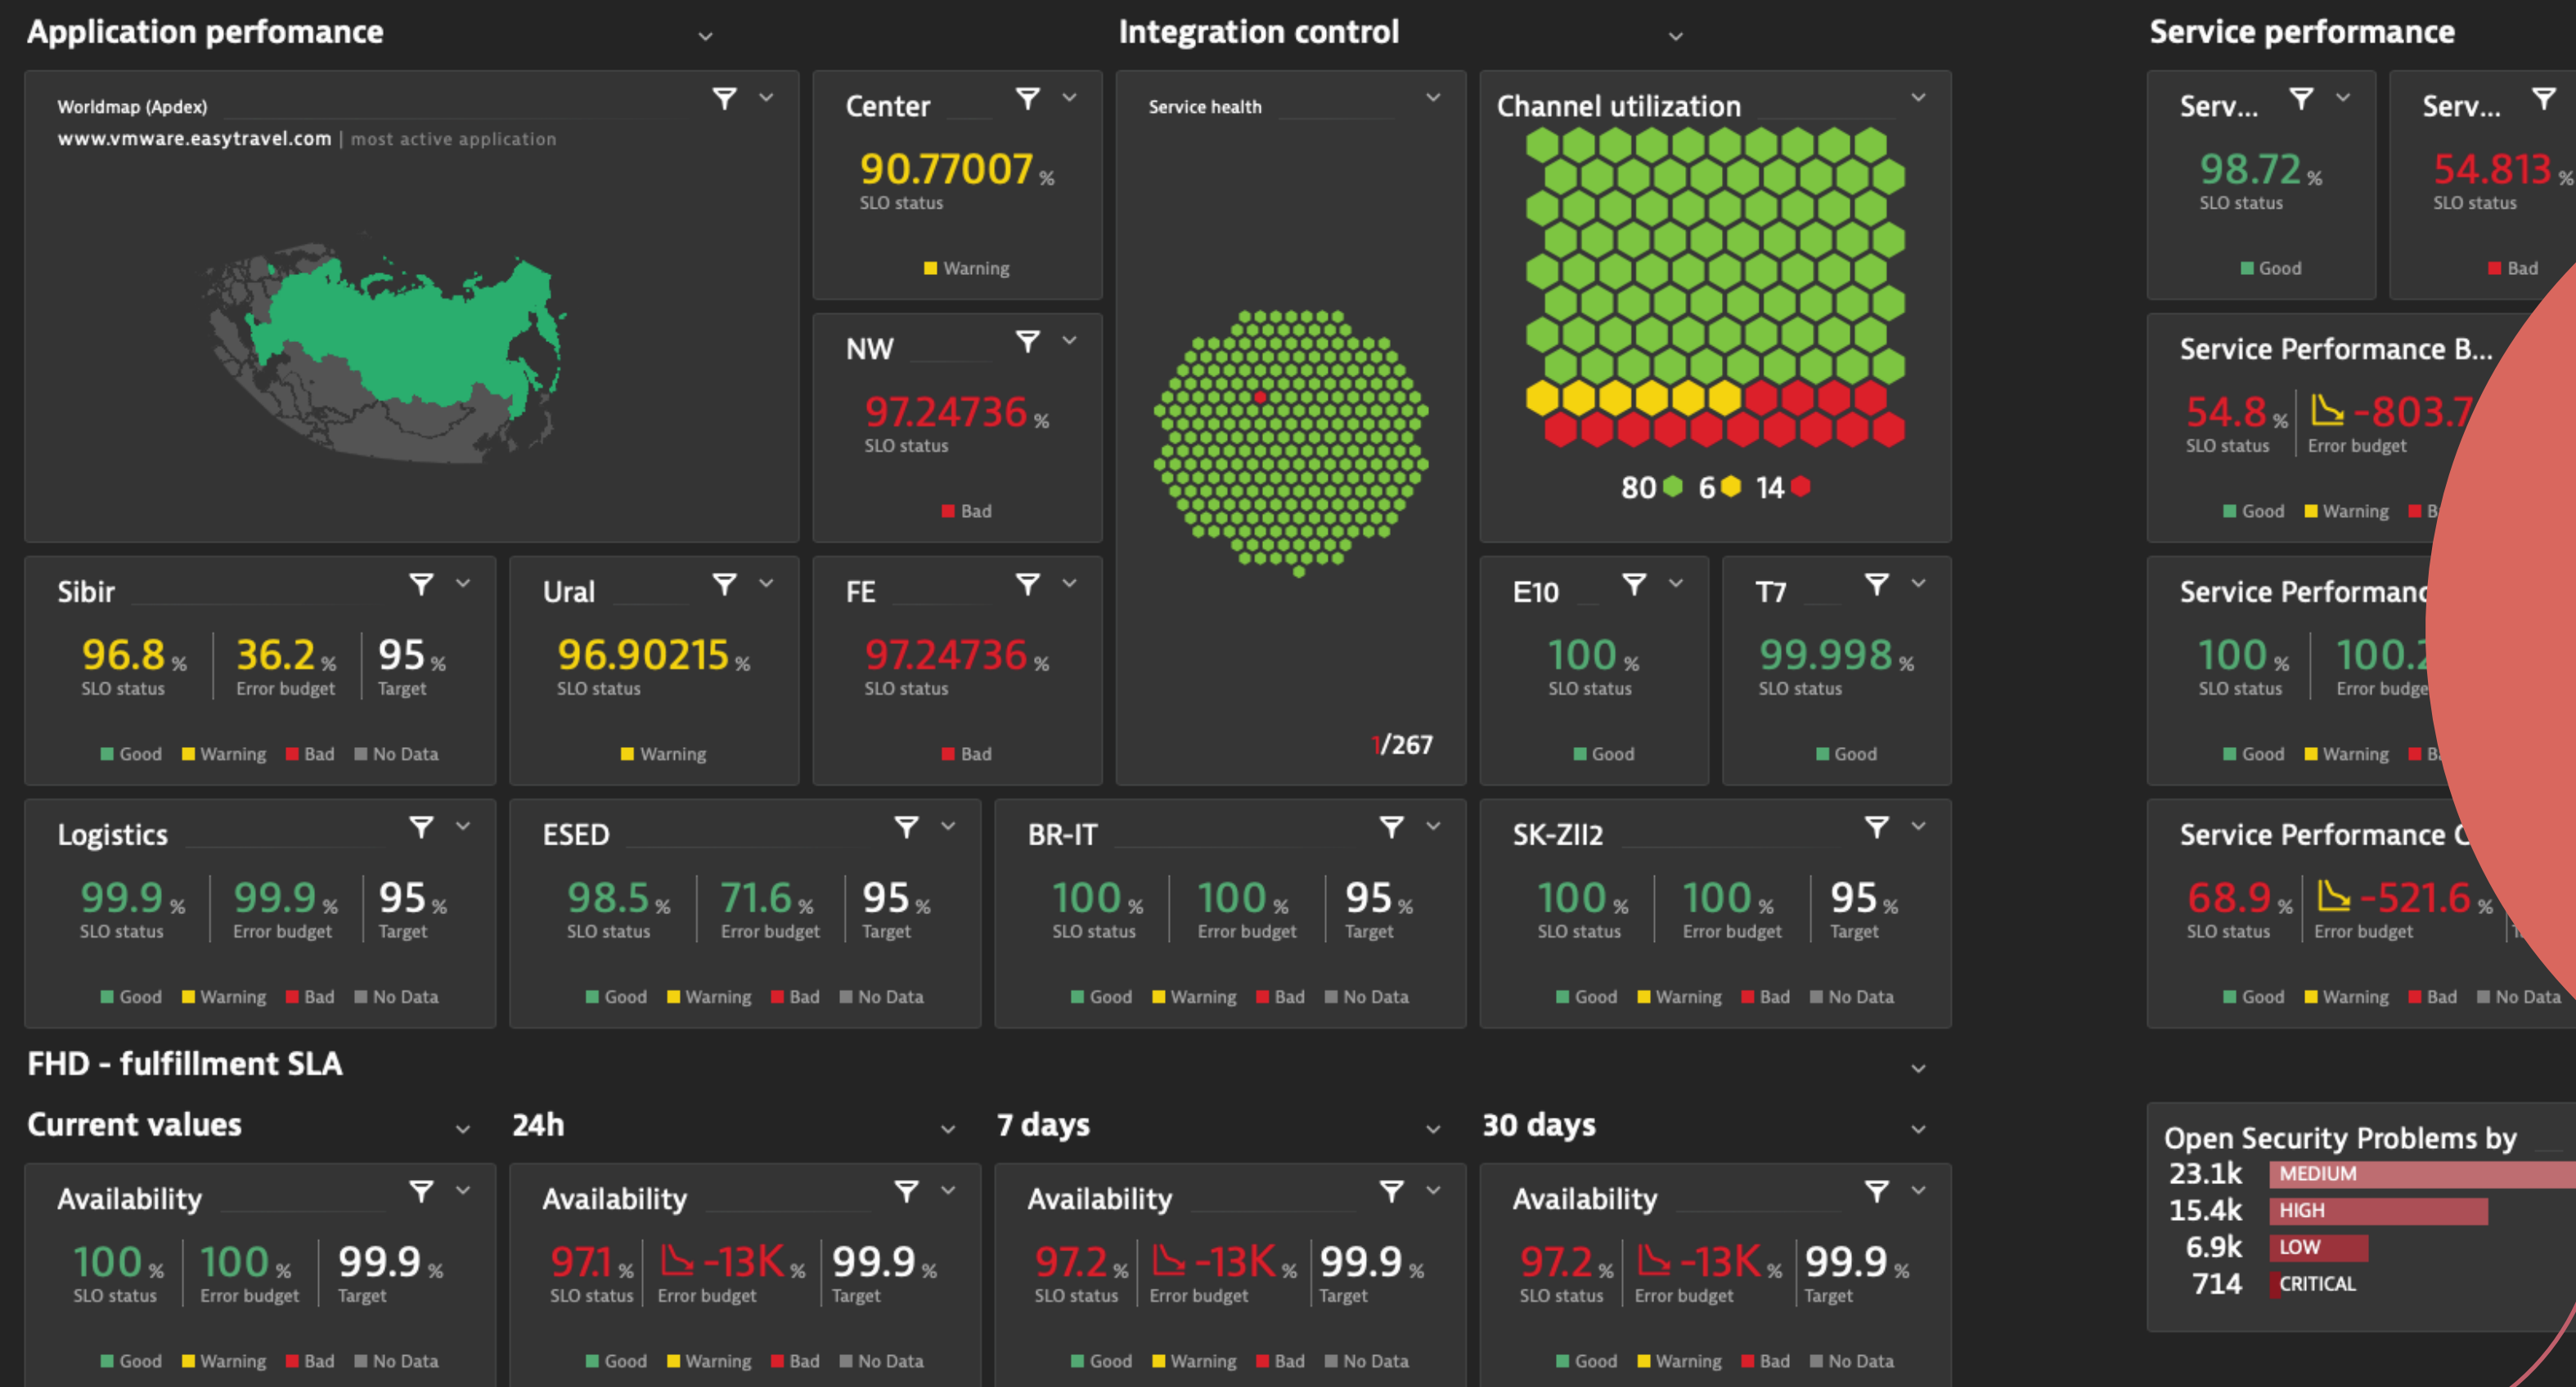 Application perfomance
Integration control
Service performance
Worldmap (Apdex)
www.vmware.easytravel.com | most active application
Center
90.77007 %
SLO status
Warning
NW
97.24736 %
SLO status
Bad
Service health
1/267
Channel utilization
80 6 14
Serv...
98.72 %
SLO status
Good
Serv...
54.813 %
SLO status
Bad
Service Performance B...
54.8 % -803.7
SLO status Error budget
Good Warning
Sibir
96.8 % 36.2 % 95 %
SLO status Error budget Target
Good Warning Bad No Data
Ural
96.90215 %
SLO status
Warning
FE
97.24736 %
SLO status
Bad
E10
100 %
SLO status
Good
T7
99.998 %
SLO status
Good
Service
100 %
SLO status Error
Good Warning
Logistics
99.9 % 99.9 % 95 %
SLO status Error budget Target
Good Warning Bad No Data
ESED
98.5 % 71.6 % 95 %
SLO status Error budget Target
Good Warning Bad No Data
BR-IT
100 % 100 % 95 %
SLO status Error budget Target
Good Warning Bad No Data
SK-ZII2
100 % 100 % 95 %
SLO status Error budget Target
Good Warning Bad No Data
Service Performance
68.9 % -521.6 %
SLO status Error budget
Good Warning Bad No Data
FHD - fulfillment SLA
Current values
24h
7 days
30 days
Availability
100 % 100 % 99.9 %
SLO status Error budget Target
Good Warning Bad No Data
Availability
97.1 % -13K % 99.9 %
SLO status Error budget Target
Good Warning Bad No Data
Availability
97.2 % -13K % 99.9 %
SLO status Error budget Target
Good Warning Bad No Data
Availability
97.2 % -13K % 99.9 %
SLO status Error budget Target
Good Warning Bad No Data
Open Security Problems by
23.1k MEDIUM
15.4k HIGH
6.9k LOW
714 CRITICAL